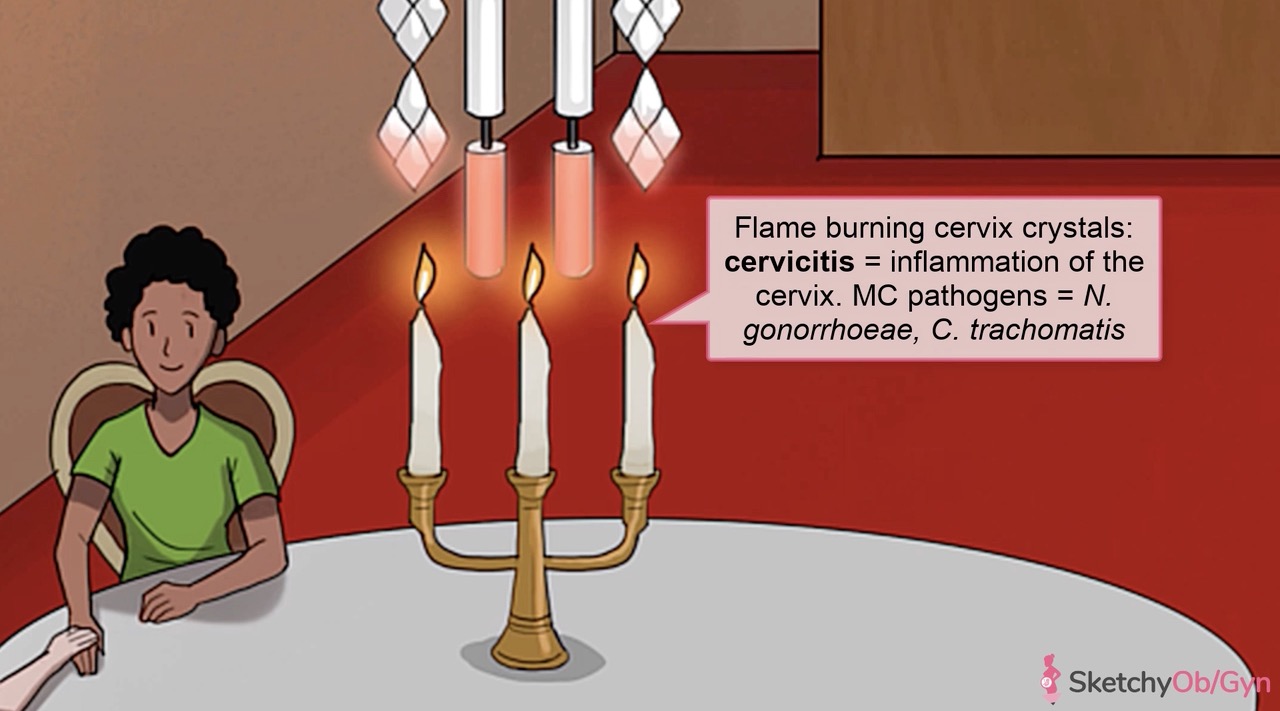 Flame burning cervix crystals:
cervicitis = inflammation of the
cervix. MC pathogens = N.
gonorrhoeae, C. trachomatis
SketchyOb/Gyn